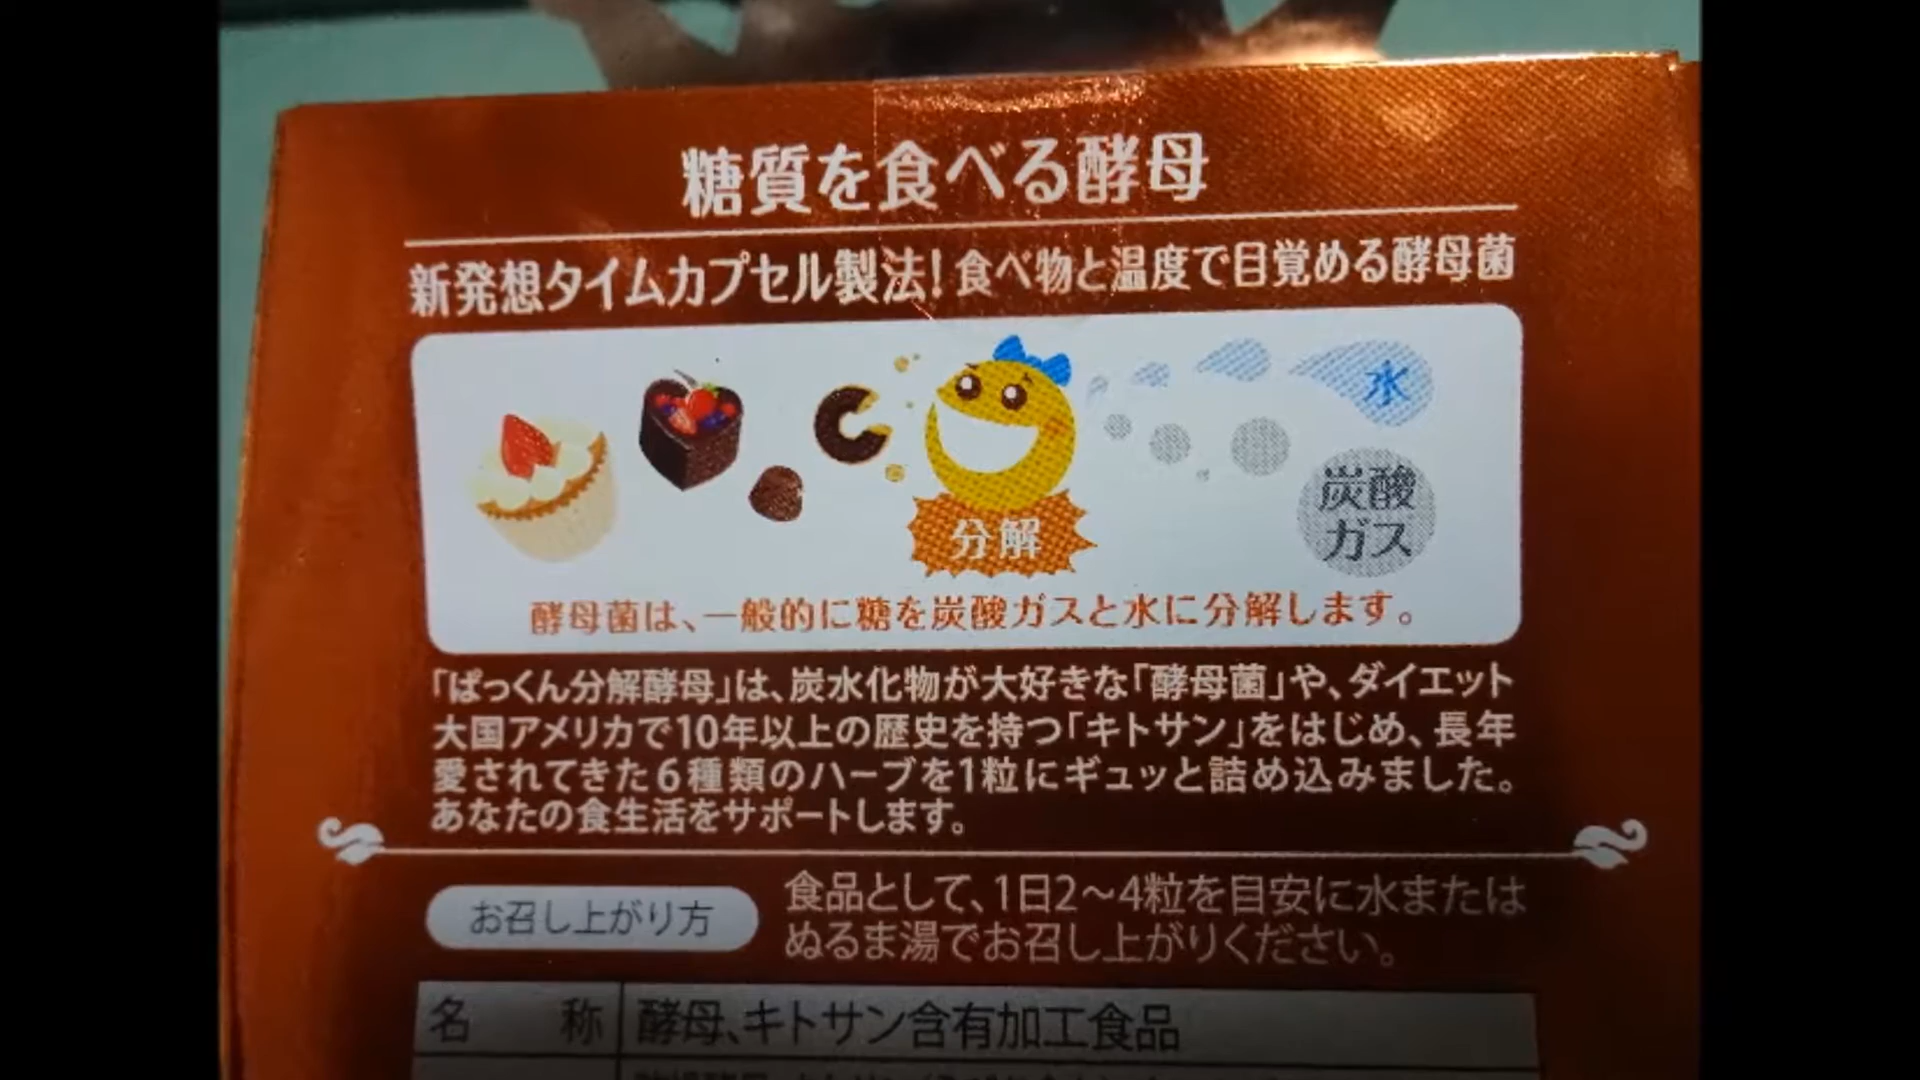 糖質を食べる酵母
新発想タイムカプセル製法!食べ物と温度で目覚める酵母菌
水
炭酸
ガス
分解
酵母菌は、一般的に糖を炭酸ガスと水に分解します。
「ぱっくん分解酵母」は、炭水化物が大好きな「酵母菌」や、ダイエット
大国アメリカで10年以上の歴史を持つ「キトサン」をはじめ、長年
愛されてきた6種類のハーブを1粒にギュッと詰め込みました。
あなたの食生活をサポートします。
お召し上がり方
食品として、1日2～4粒を目安に水または
ぬるま湯でお召し上がりください。
名 称 酵母、キトサン含有加工食品